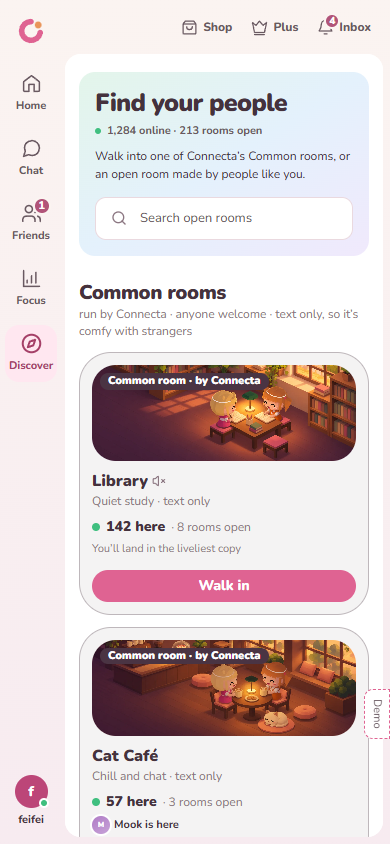 Shop
Plus
4
Inbox
Home
Chat
1
Friends
Focus
Discover
f
feifei
Find your people
1,284 online · 213 rooms open
Walk into one of Connecta's Common rooms, or
an open room made by people like you.
Search open rooms
Common rooms
run by Connecta · anyone welcome · text only, so it's
comfy with strangers
Common room · by Connecta
Library
Quiet study · text only
142 here · 8 rooms open
You'll land in the liveliest copy
Walk in
Common room · by Connecta
Cat Café
Chill and chat · text only
57 here · 3 rooms open
M Mook is here
Demo